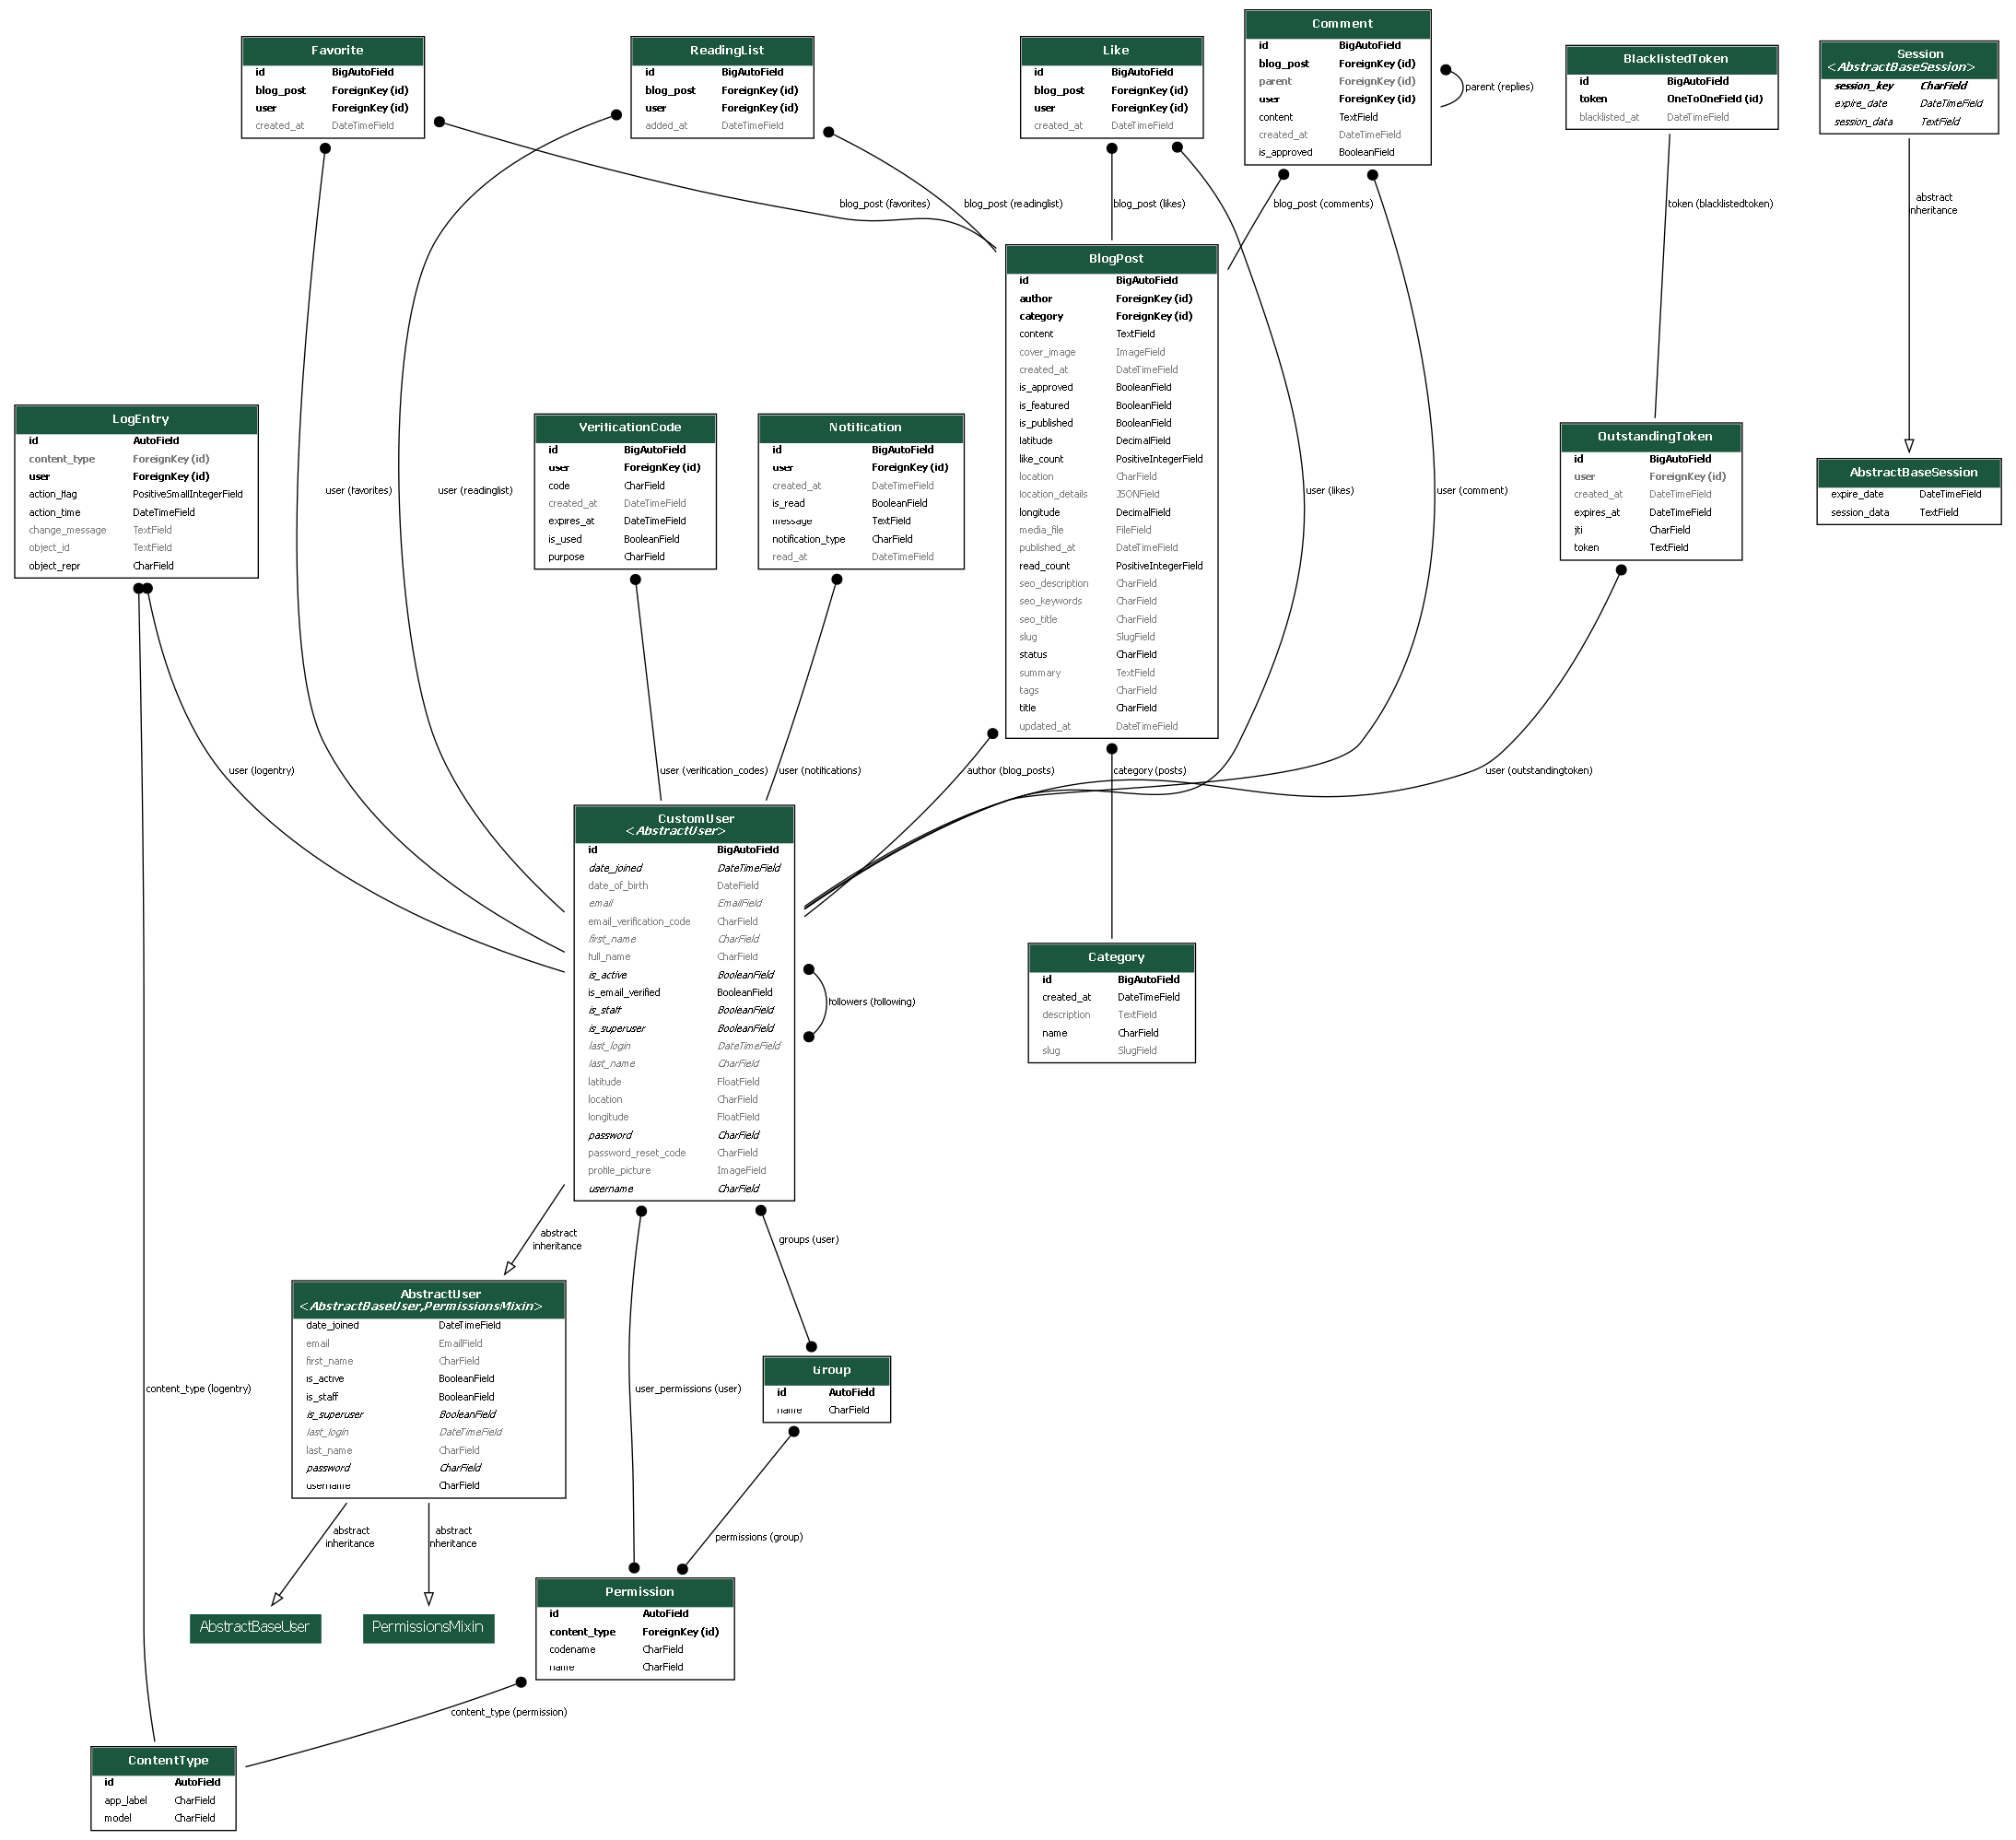 Favorite
id BigAutoField
blog_post ForeignKey (id)
user ForeignKey (id)
created_at DateTimeField
ReadingList
id BigAutoField
blog_post ForeignKey (id)
user ForeignKey (id)
added_at DateTimeField
Like
id BigAutoField
blog_post ForeignKey (id)
user ForeignKey (id)
created_at DateTimeField
Comment
id BigAutoField
blog_post ForeignKey (id)
parent ForeignKey (id)
user ForeignKey (id)
content TextField
created_at DateTimeField
is_approved BooleanField
parent (replies)
BlacklistedToken
id BigAutoField
token OneToOneField (id)
blacklisted_at DateTimeField
Session
<AbstractBaseSession>
session_key CharField
expire_date DateTimeField
session_data TextField
blog_post (favorites)
blog_post (readinglist)
blog_post (likes)
blog_post (comments)
token (blacklistedtoken)
abstract
inheritance
BlogPost
id BigAutoField
author ForeignKey (id)
category ForeignKey (id)
content TextField
cover_image ImageField
created_at DateTimeField
is_approved BooleanField
is_featured BooleanField
is_published BooleanField
latitude DecimalField
like_count PositiveIntegerField
location CharField
location_details JSONField
longitude DecimalField
media_file FileField
published_at DateTimeField
read_count PositiveIntegerField
seo_description CharField
seo_keywords CharField
seo_title CharField
slug SlugField
status CharField
summary TextField
tags CharField
title CharField
updated_at DateTimeField
LogEntry
id AutoField
content_type ForeignKey (id)
user ForeignKey (id)
action_flag PositiveSmallIntegerField
action_time DateTimeField
change_message TextField
object_id TextField
object_repr CharField
user (favorites)
user (readinglist)
VerificationCode
id BigAutoField
user ForeignKey (id)
code CharField
created_at DateTimeField
expires_at DateTimeField
is_used BooleanField
purpose CharField
Notification
id BigAutoField
user ForeignKey (id)
created_at DateTimeField
is_read BooleanField
message TextField
notification_type CharField
read_at DateTimeField
user (likes)
user (comment)
OutstandingToken
id BigAutoField
user ForeignKey (id)
created_at DateTimeField
expires_at DateTimeField
jti CharField
token TextField
AbstractBaseSession
expire_date DateTimeField
session_data TextField
user (logentry)
user (verification_codes)
user (notifications)
author (blog_posts)
category (posts)
user (outstandingtoken)
CustomUser
<AbstractUser>
id BigAutoField
date_joined DateTimeField
date_of_birth DateField
email EmailField
email_verification_code CharField
first_name CharField
full_name CharField
is_active BooleanField
is_email_verified BooleanField
is_staff BooleanField
is_superuser BooleanField
last_login DateTimeField
last_name CharField
latitude FloatField
location CharField
longitude FloatField
password CharField
password_reset_code CharField
profile_picture ImageField
username CharField
followers (following)
Category
id BigAutoField
created_at DateTimeField
description TextField
name CharField
slug SlugField
abstract
inheritance
groups (user)
AbstractUser
<AbstractBaseUser,PermissionsMixin>
date_joined DateTimeField
email EmailField
first_name CharField
is_active BooleanField
is_staff BooleanField
is_superuser BooleanField
last_login DateTimeField
last_name CharField
password CharField
username CharField
content_type (logentry)
user_permissions (user)
Group
id AutoField
name CharField
abstract
inheritance
abstract
inheritance
permissions (group)
AbstractBaseUser
PermissionsMixin
Permission
id AutoField
content_type ForeignKey (id)
codename CharField
name CharField
content_type (permission)
ContentType
id AutoField
app_label CharField
model CharField